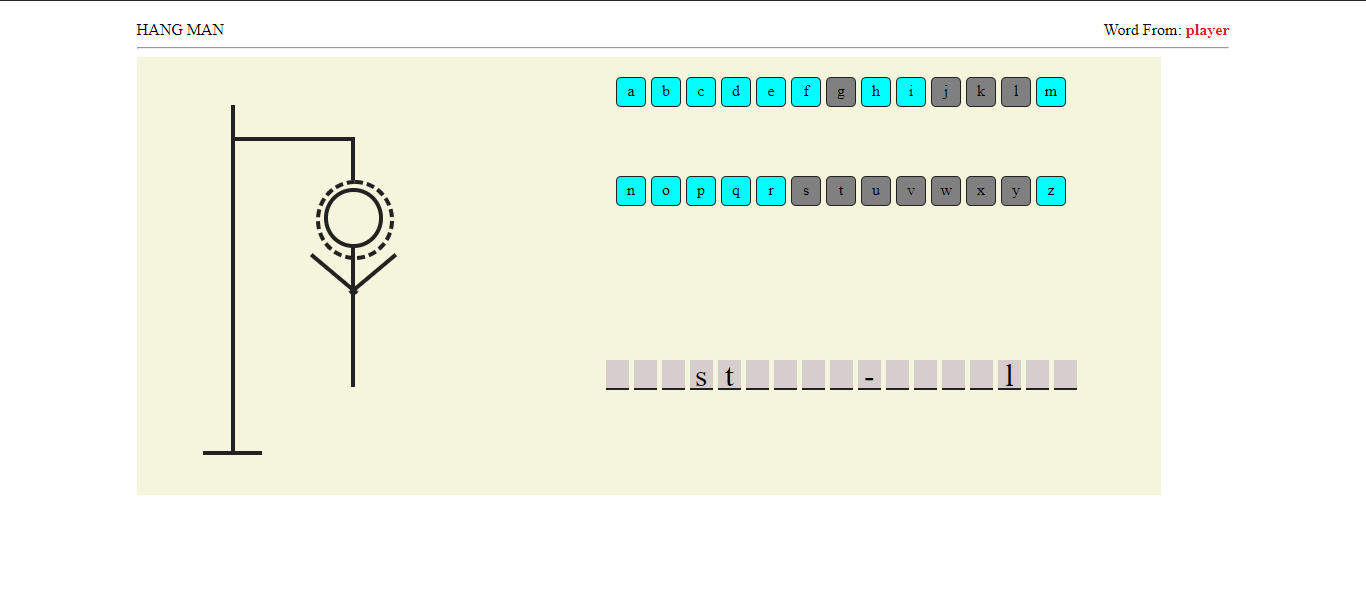 HANG MAN
Word From: player
a b c d e f g h i j k l m
n o p q r s t u v w x y z
_ _ _ s t _ _ _ _ - _ _ _ _ l _ _